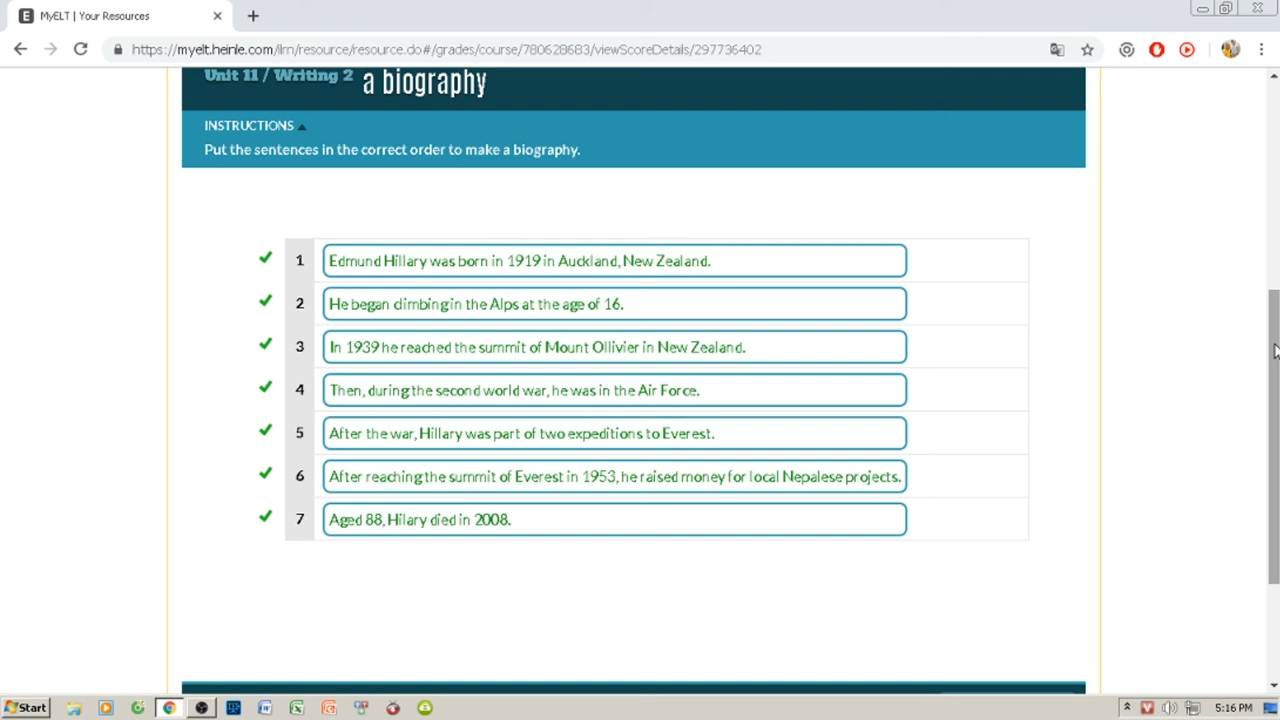 MyELT | Your Resources
https://myelt.heinle.com/ilrn/resource/resource.do#/grades/course/780628683/viewScoreDetails/297736402
Unit 11 / Writing 2 a biography
INSTRUCTIONS
Put the sentences in the correct order to make a biography.
1 Edmund Hillary was born in 1919 in Auckland, New Zealand.
2 He began climbing in the Alps at the age of 16.
3 In 1939 he reached the summit of Mount Ollivier in New Zealand.
4 Then, during the second world war, he was in the Air Force.
5 After the war, Hillary was part of two expeditions to Everest.
6 After reaching the summit of Everest in 1953, he raised money for local Nepalese projects.
7 Aged 88, Hilary died in 2008.
Start
5:16 PM